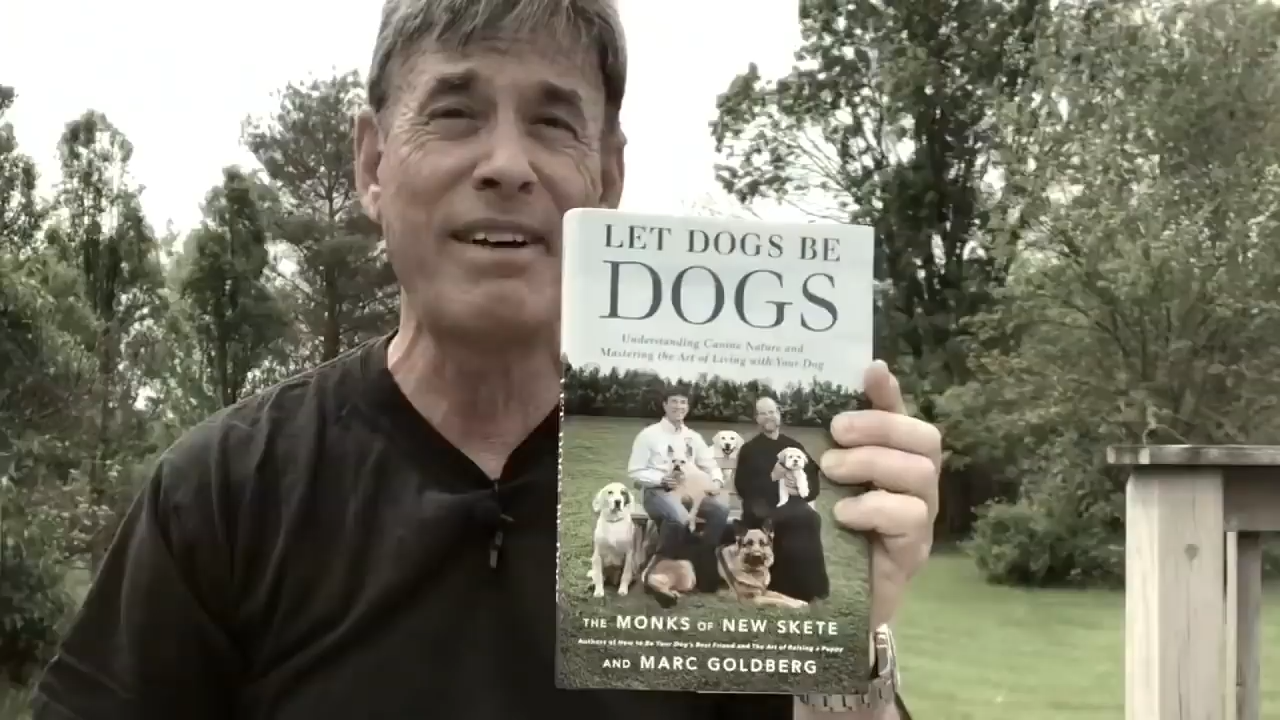 LET DOGS BE
DOGS
Understanding Canine Nature and
Mastering the Art of Living with Your Dog
THE MONKS OF NEW SKETE
Authors of How to Be Your Dog's Best Friend and The Art of Raising a Puppy
AND MARC GOLDBERG